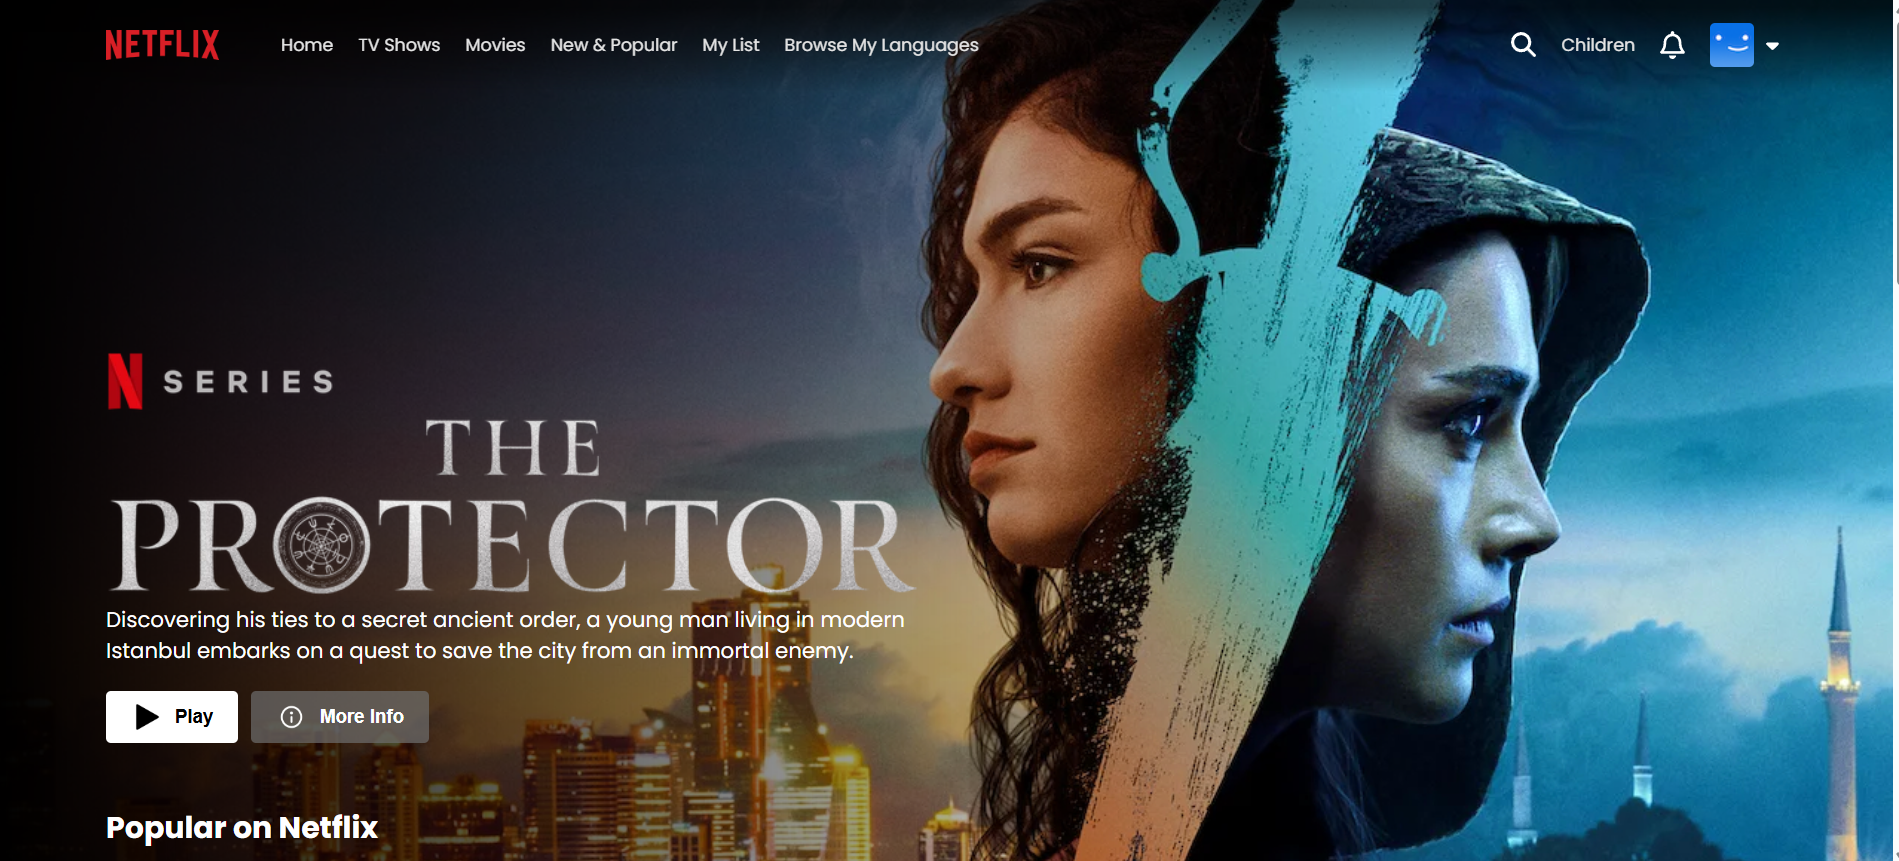 NETFLIX
Home TV Shows Movies New & Popular My List Browse My Languages
Children
N SERIES
THE
PROTECTOR
Discovering his ties to a secret ancient order, a young man living in modern
Istanbul embarks on a quest to save the city from an immortal enemy.
Play
More Info
Popular on Netflix